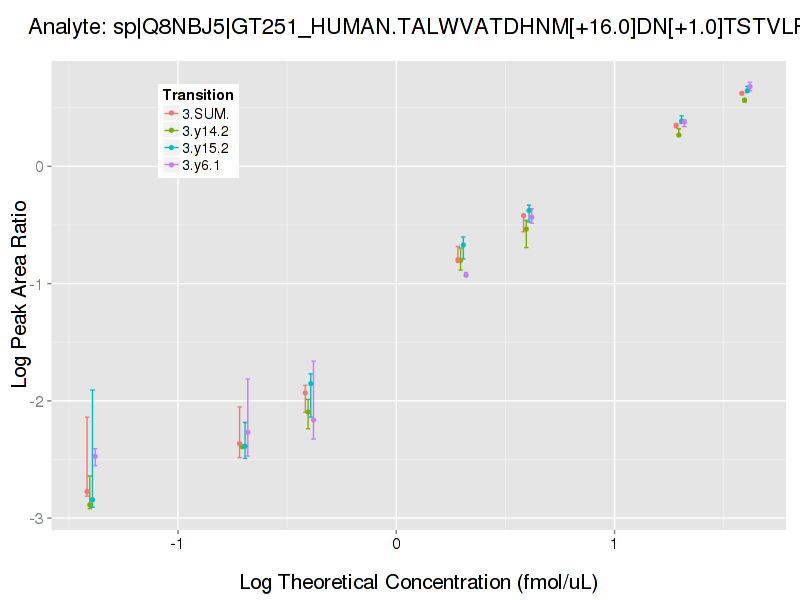 Analyte: sp|Q8NBJ5|GT251_HUMAN.TALWVATDHNM[+16.0]DN[+1.0]TSTVLF
Transition
3.SUM.
3.y14.2
3.y15.2
3.y6.1
0
-1
-2
-3
Log Peak Area Ratio
-1 0 1
Log Theoretical Concentration (fmol/uL)